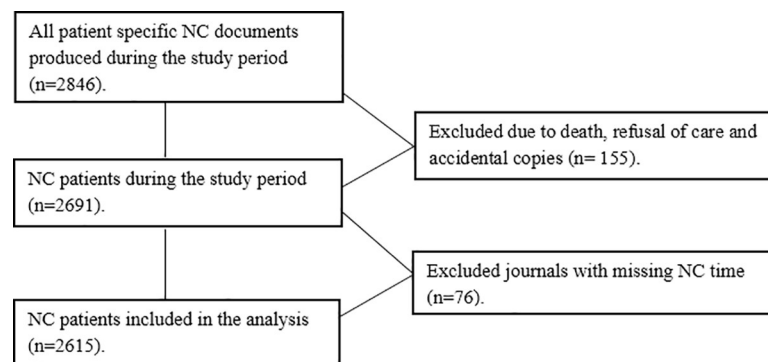 All patient specific NC documents
produced during the study period
(n=2846).
Excluded due to death, refusal of care and
accidental copies (n= 155).
NC patients during the study period
(n=2691).
Excluded journals with missing NC time
(n=76).
NC patients included in the analysis
(n=2615).